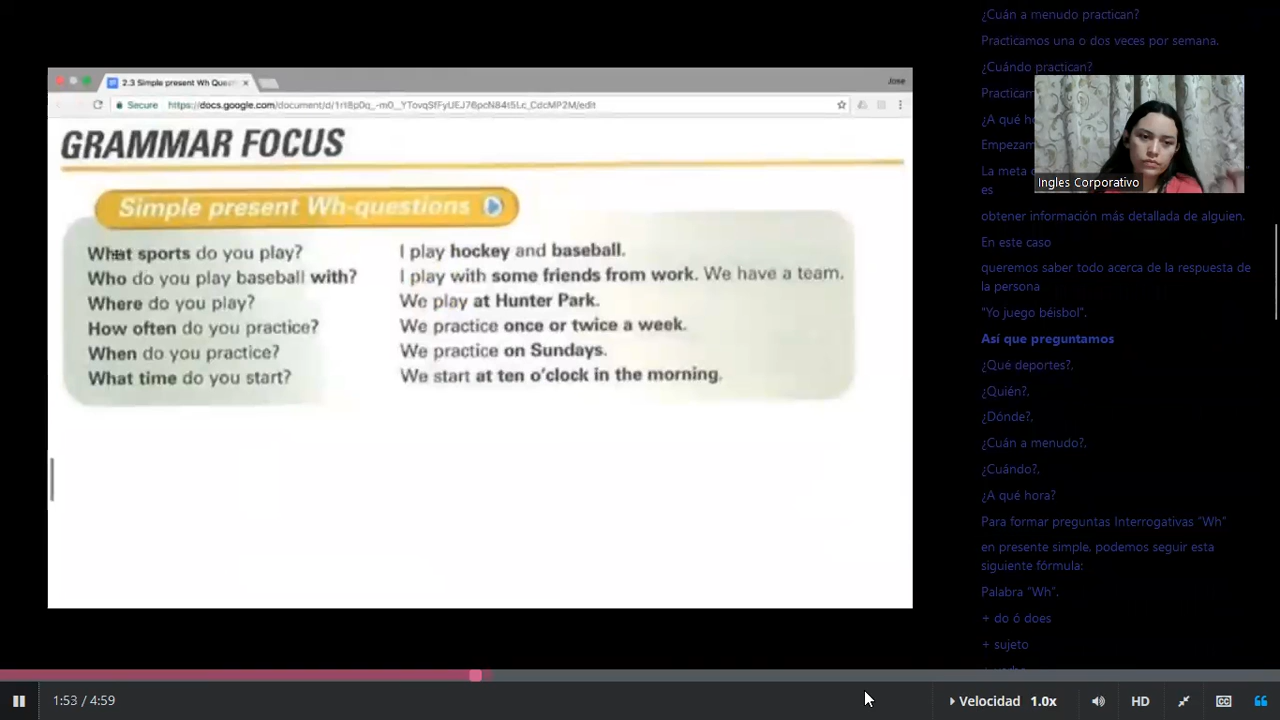 2.3 Simple present Wh Ques
Jose
Secure
https://docs.google.com/document/d/1rt8p0q_-m0_YTovqSfFyUEJ76pcN84t5Lc_CdcMP2M/edit
GRAMMAR FOCUS
Simple present Wh-questions
What sports do you play? I play hockey and baseball.
Who do you play baseball with? I play with some friends from work. We have a team.
Where do you play? We play at Hunter Park.
How often do you practice? We practice once or twice a week.
When do you practice? We practice on Sundays.
What time do you start? We start at ten o'clock in the morning.
¿Cuán a menudo practican?
Practicamos una o dos veces por semana.
¿Cuándo practican?
Practicam
¿A qué ho
Empezam
La meta
es
Ingles Corporativo
obtener información más detallada de alguien.
En este caso
queremos saber todo acerca de la respuesta de
la persona
"Yo juego béisbol".
Así que preguntamos
¿Qué deportes?,
¿Quién?,
¿Dónde?,
¿Cuán a menudo?,
¿Cuándo?,
¿A qué hora?
Para formar preguntas Interrogativas "Wh"
en presente simple, podemos seguir esta
siguiente fórmula:
Palabra "Wh".
+ do ó does
+ sujeto
1:53 / 4:59
Velocidad 1.0x
HD
CC